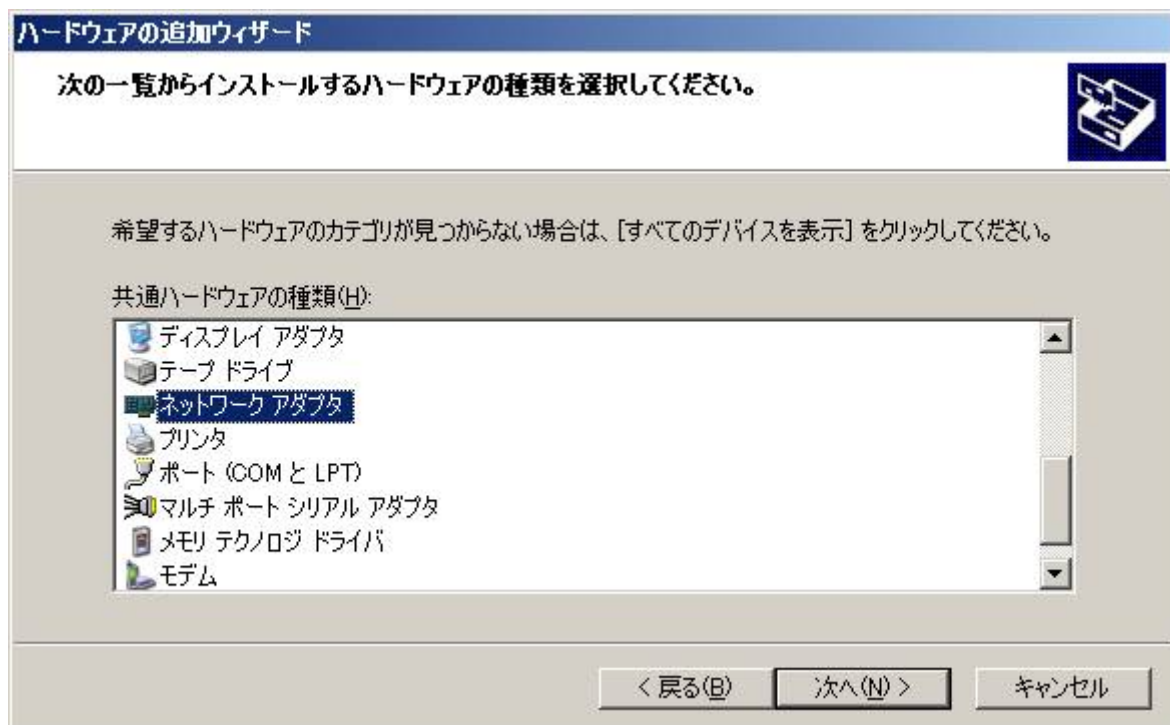 ハードウェアの追加ウィザード
次の一覧からインストールするハードウェアの種類を選択してください。
希望するハードウェアのカテゴリが見つからない場合は、[すべてのデバイスを表示] をクリックしてください。
共通ハードウェアの種類(H):
ディスプレイ アダプタ
テープ ドライブ
ネットワーク アダプタ
プリンタ
ポート (COM と LPT)
マルチ ポート シリアル アダプタ
メモリ テクノロジ ドライバ
モデム
< 戻る(B) 次へ(N) > キャンセル